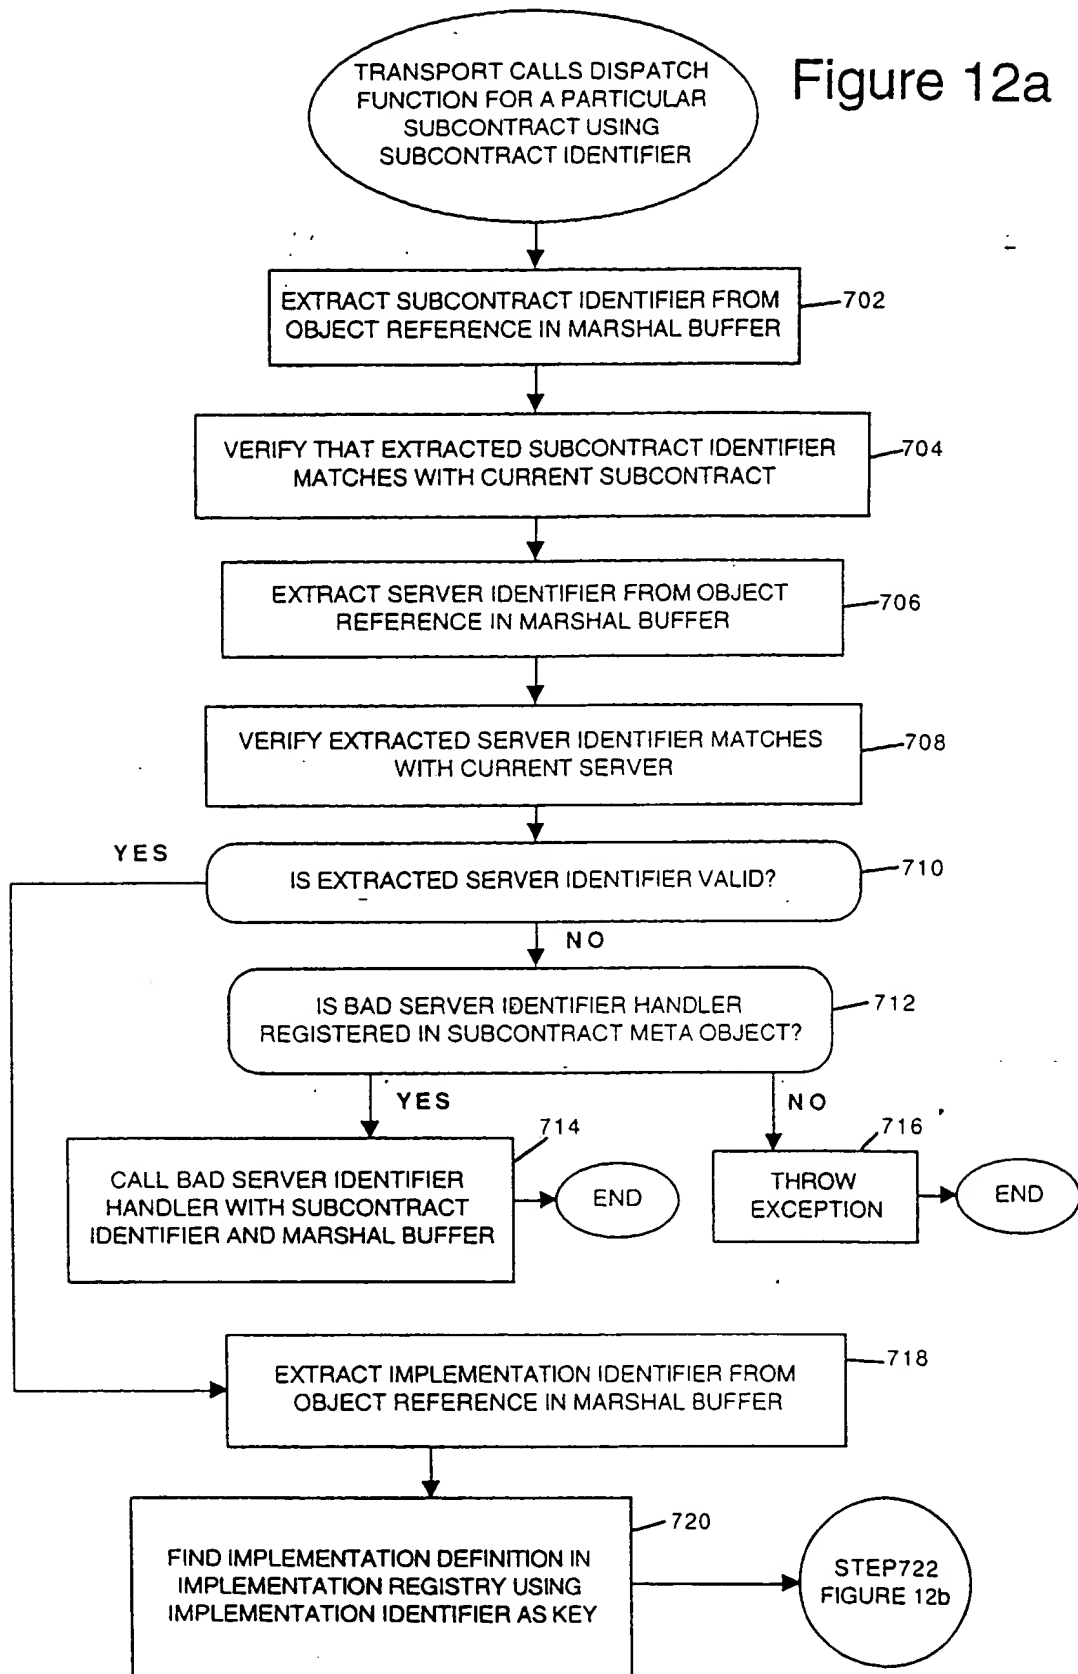 Figure 12a
TRANSPORT CALLS DISPATCH
FUNCTION FOR A PARTICULAR
SUBCONTRACT USING
SUBCONTRACT IDENTIFIER
EXTRACT SUBCONTRACT IDENTIFIER FROM
OBJECT REFERENCE IN MARSHAL BUFFER
702
VERIFY THAT EXTRACTED SUBCONTRACT IDENTIFIER
MATCHES WITH CURRENT SUBCONTRACT
704
EXTRACT SERVER IDENTIFIER FROM OBJECT
REFERENCE IN MARSHAL BUFFER
706
VERIFY EXTRACTED SERVER IDENTIFIER MATCHES
WITH CURRENT SERVER
708
YES
IS EXTRACTED SERVER IDENTIFIER VALID?
710
NO
IS BAD SERVER IDENTIFIER HANDLER
REGISTERED IN SUBCONTRACT META OBJECT?
712
YES
NO
714
CALL BAD SERVER IDENTIFIER
HANDLER WITH SUBCONTRACT
IDENTIFIER AND MARSHAL BUFFER
END
716
THROW
EXCEPTION
END
EXTRACT IMPLEMENTATION IDENTIFIER FROM
OBJECT REFERENCE IN MARSHAL BUFFER
718
FIND IMPLEMENTATION DEFINITION IN
IMPLEMENTATION REGISTRY USING
IMPLEMENTATION IDENTIFIER AS KEY
720
STEP722
FIGURE 12b